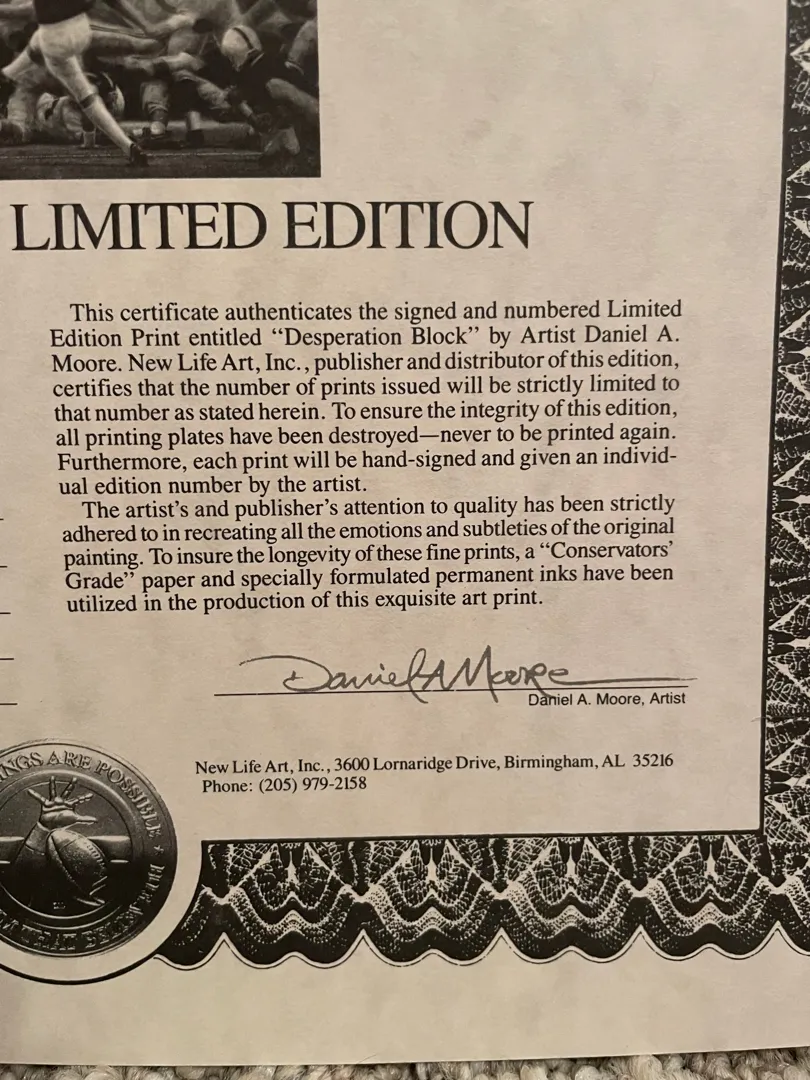 LIMITED EDITION
This certificate authenticates the signed and numbered Limited
Edition Print entitled “Desperation Block” by Artist Daniel A.
Moore. New Life Art, Inc., publisher and distributor of this edition,
certifies that the number of prints issued will be strictly limited to
that number as stated herein. To ensure the integrity of this edition,
all printing plates have been destroyed—never to be printed again.
Furthermore, each print will be hand-signed and given an individ-
ual edition number by the artist.
The artist’s and publisher’s attention to quality has been strictly
adhered to in recreating all the emotions and subtleties of the original
painting. To insure the longevity of these fine prints, a “Conservators’
Grade” paper and specially formulated permanent inks have been
utilized in the production of this exquisite art print.
Daniel A Moore
Daniel A. Moore, Artist
New Life Art, Inc., 3600 Lornaridge Drive, Birmingham, AL 35216
Phone: (205) 979-2158
ARE POSSIBLE
THAT